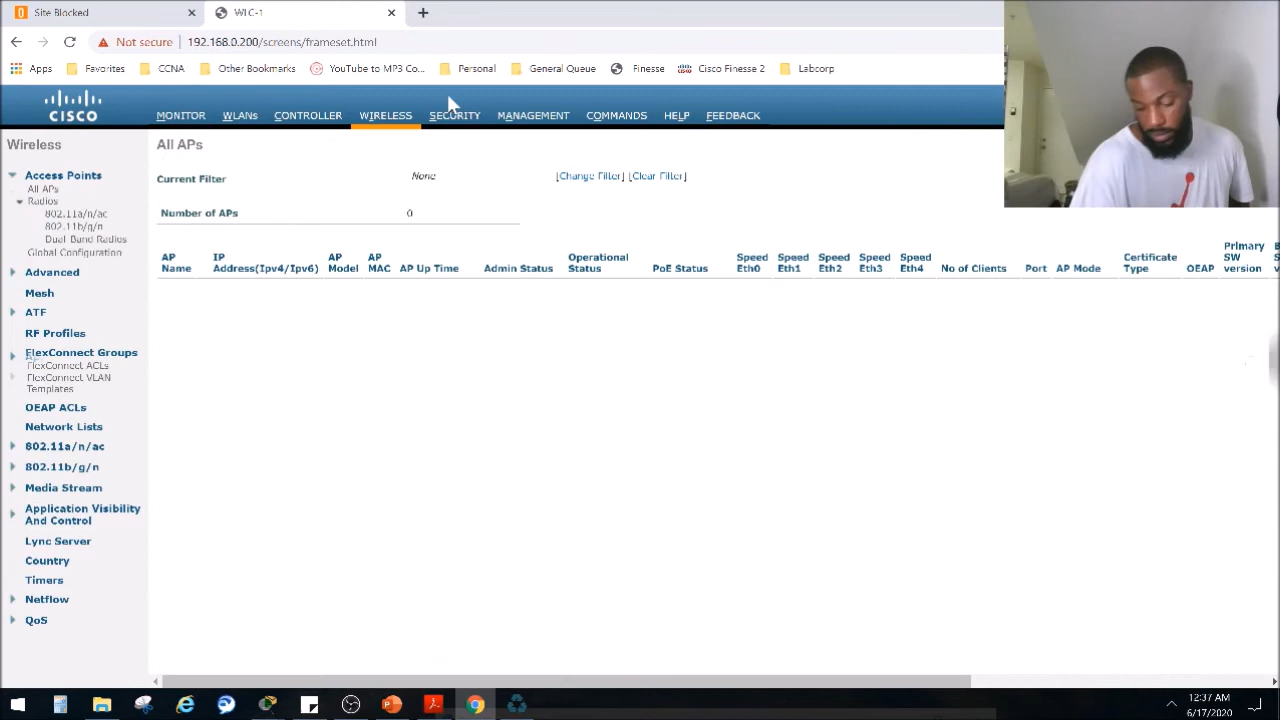 Site Blocked
WLC-1
Not secure
192.168.0.200/screens/frameset.html
Apps
Favorites
CCNA
Other Bookmarks
YouTube to MP3 Co...
Personal
General Queue
Finesse
Cisco Finesse 2
Labcorp
CISCO
MONITOR
WLANs
CONTROLLER
WIRELESS
SECURITY
MANAGEMENT
COMMANDS
HELP
FEEDBACK
Wireless
Access Points
All APs
Radios
802.11a/n/ac
802.11b/g/n
Dual-Band Radios
Global Configuration
Advanced
Mesh
ATF
RF Profiles
FlexConnect Groups
FlexConnect ACLs
FlexConnect VLAN
Templates
OEAP ACLs
Network Lists
802.11a/n/ac
802.11b/g/n
Media Stream
Application Visibility
And Control
Lync Server
Country
Timers
Netflow
QoS
All APs
Current Filter
None
[Change Filter] [Clear Filter]
Number of APs
0
AP
Name
IP
Address(Ipv4/Ipv6)
AP
Model
AP
MAC
AP Up Time
Admin Status
Operational
Status
PoE Status
Speed
Eth0
Speed
Eth1
Speed
Eth2
Speed
Eth3
Speed
Eth4
No of Clients
Port
AP Mode
Certificate
Type
OEAP
Primary
SW
version
12:37 AM
6/17/2020